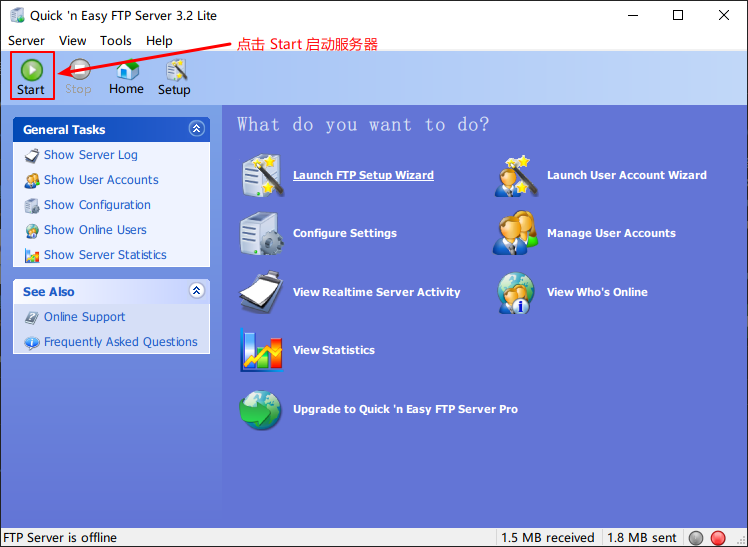 Quick 'n Easy FTP Server 3.2 Lite
Server View Tools Help
点击 Start 启动服务器
Start Stop Home Setup
General Tasks
Show Server Log
Show User Accounts
Show Configuration
Show Online Users
Show Server Statistics
See Also
Online Support
Frequently Asked Questions
What do you want to do?
Launch FTP Setup Wizard
Launch User Account Wizard
Configure Settings
Manage User Accounts
View Realtime Server Activity
View Who's Online
View Statistics
Upgrade to Quick 'n Easy FTP Server Pro
FTP Server is offline
1.5 MB received
1.8 MB sent